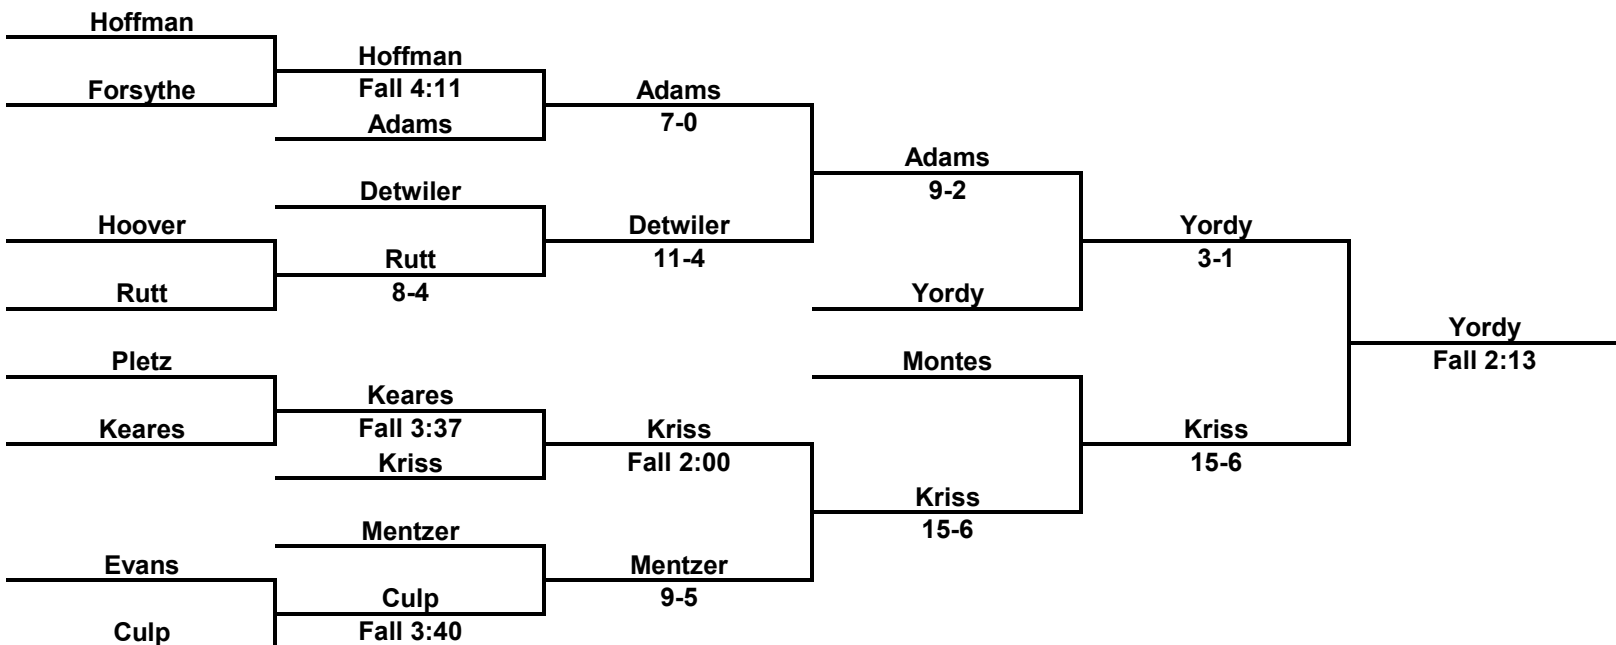 Hoffman
Hoffman
Forsythe
Fall 4:11
Adams
Adams
7-0
Adams
Detwiler
9-2
Hoover
Detwiler
Yordy
Rutt
11-4
3-1
Rutt
8-4
Yordy
Yordy
Pletz
Montes
Fall 2:13
Keares
Keares
Fall 3:37
Kriss
Kriss
Kriss
Fall 2:00
15-6
Kriss
Mentzer
15-6
Evans
Mentzer
Culp
9-5
Culp
Fall 3:40